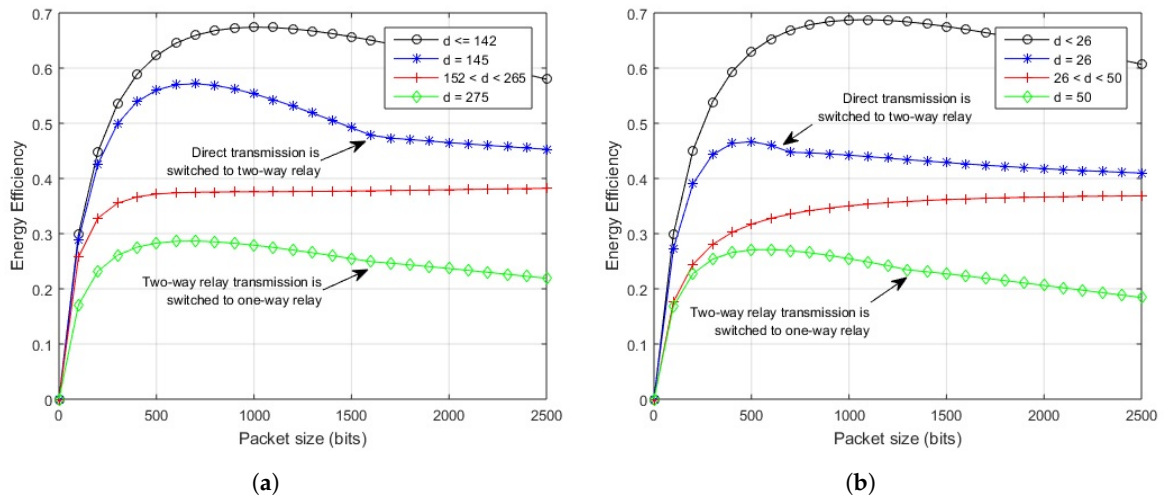 0.7
0.6
0.5
0.4
0.3
0.2
0.1
0
Energy Efficiency
d <= 142
d = 145
152 < d < 265
d = 275
Direct transmission is
switched to two-way relay
Two-way relay transmission is
switched to one-way relay
0 500 1000 1500 2000 2500
Packet size (bits)
(a)
0.7
0.6
0.5
0.4
0.3
0.2
0.1
0
Energy Efficiency
d < 26
d = 26
26 < d < 50
d = 50
Direct transmission is
switched to two-way relay
Two-way relay transmission is
switched to one-way relay
0 500 1000 1500 2000 2500
Packet size (bits)
(b)